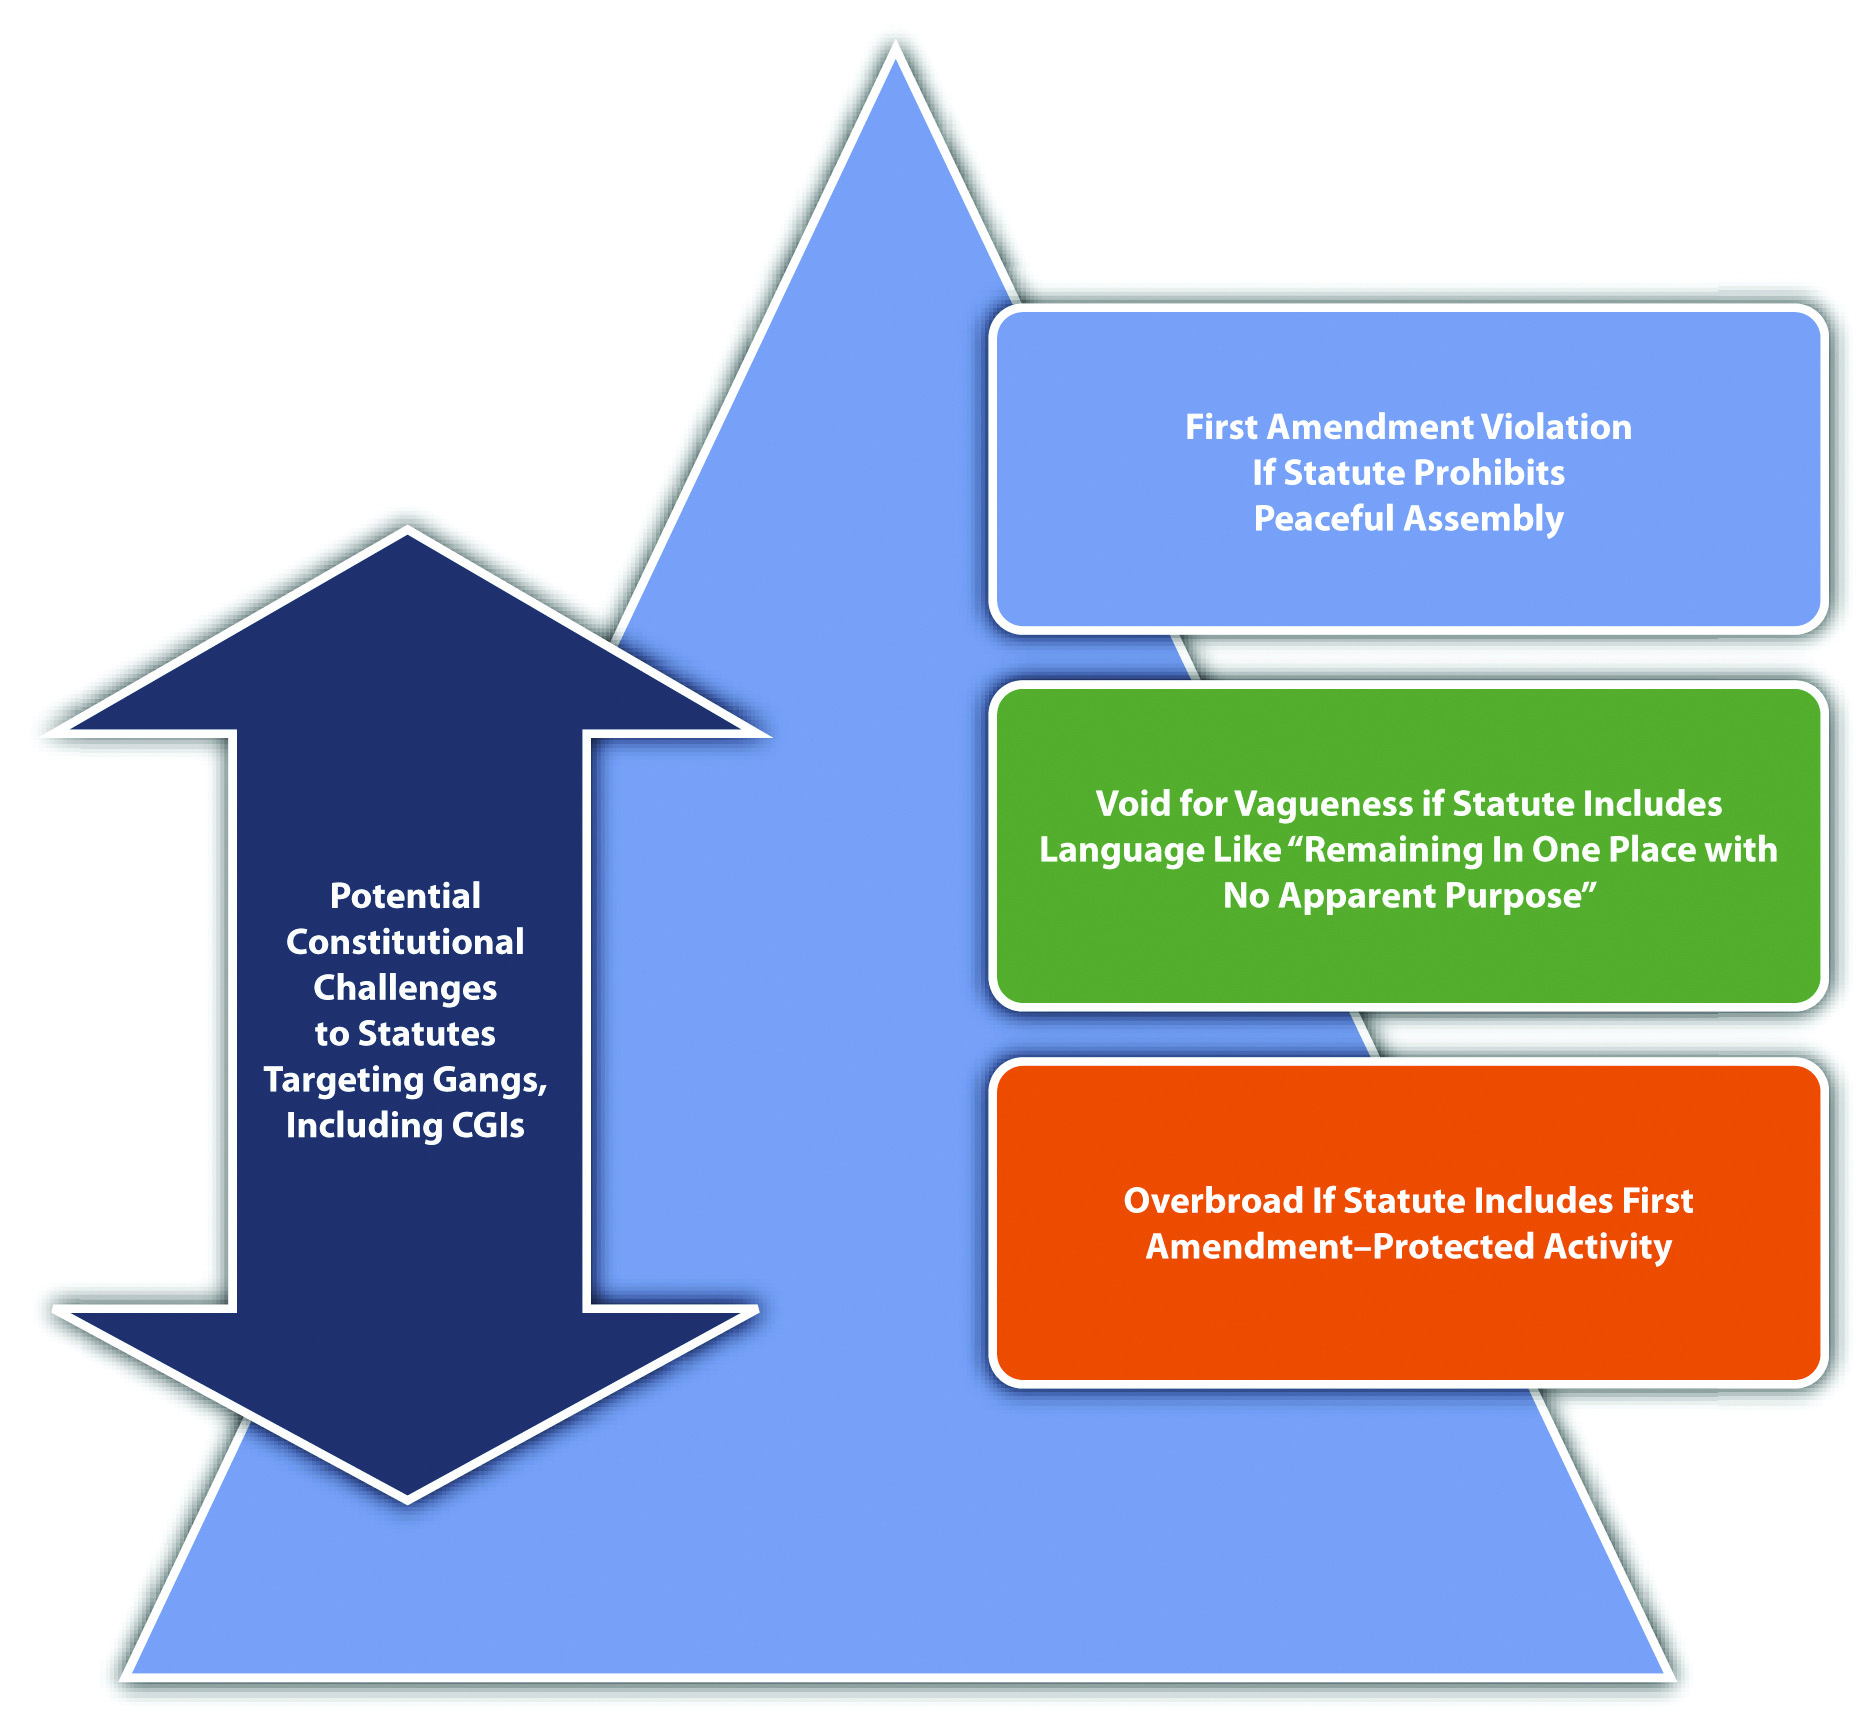 First Amendment Violation
If Statute Prohibits
Peaceful Assembly
Void for Vagueness if Statute Includes
Language Like “Remaining In One Place with
No Apparent Purpose”
Potential
Constitutional
Challenges
to Statutes
Targeting Gangs,
Including CGIs
Overbroad If Statute Includes First
Amendment–Protected Activity